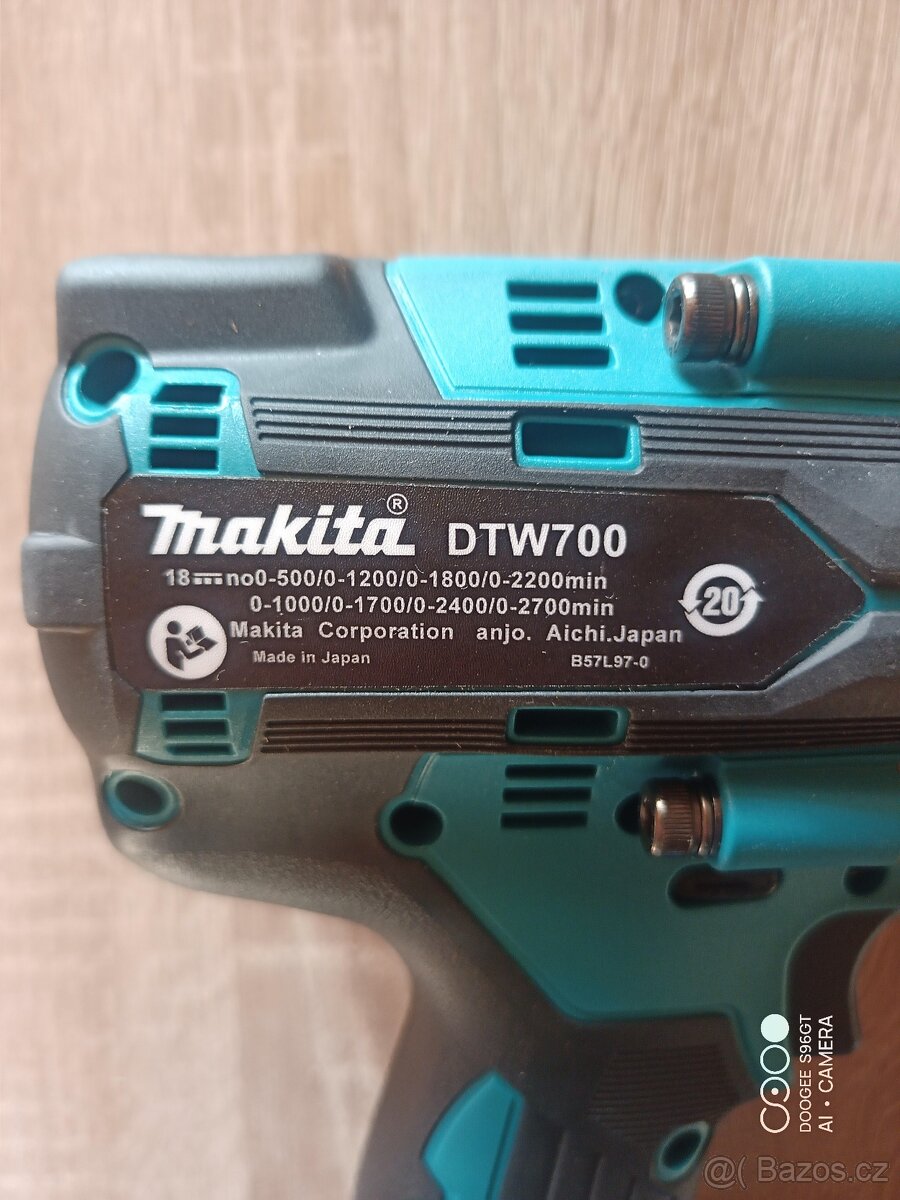 makita® DTW700
18⎓no0-500/0-1200/0-1800/0-2200min
0-1000/0-1700/0-2400/0-2700min
20
Makita Corporation anjo. Aichi.Japan
Made in Japan B57L97-0
DOOGEE S96GT
AI • CAMERA
@( Bazos.cz